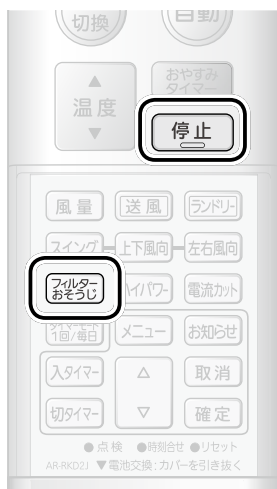 切換
自動
温度
おやすみ
タイマー
停止
風量
送風
ランドリー
スイング
上下風向
左右風向
フィルター
おそうじ
ハイパワー
電流カット
タイマーモード
1回/毎日
メニュー
お知らせ
入タイマー
取消
切タイマー
確定
●点検 ●時刻合せ ●リセット
AR-RKD2J ▼電池交換:カバーを引き抜く